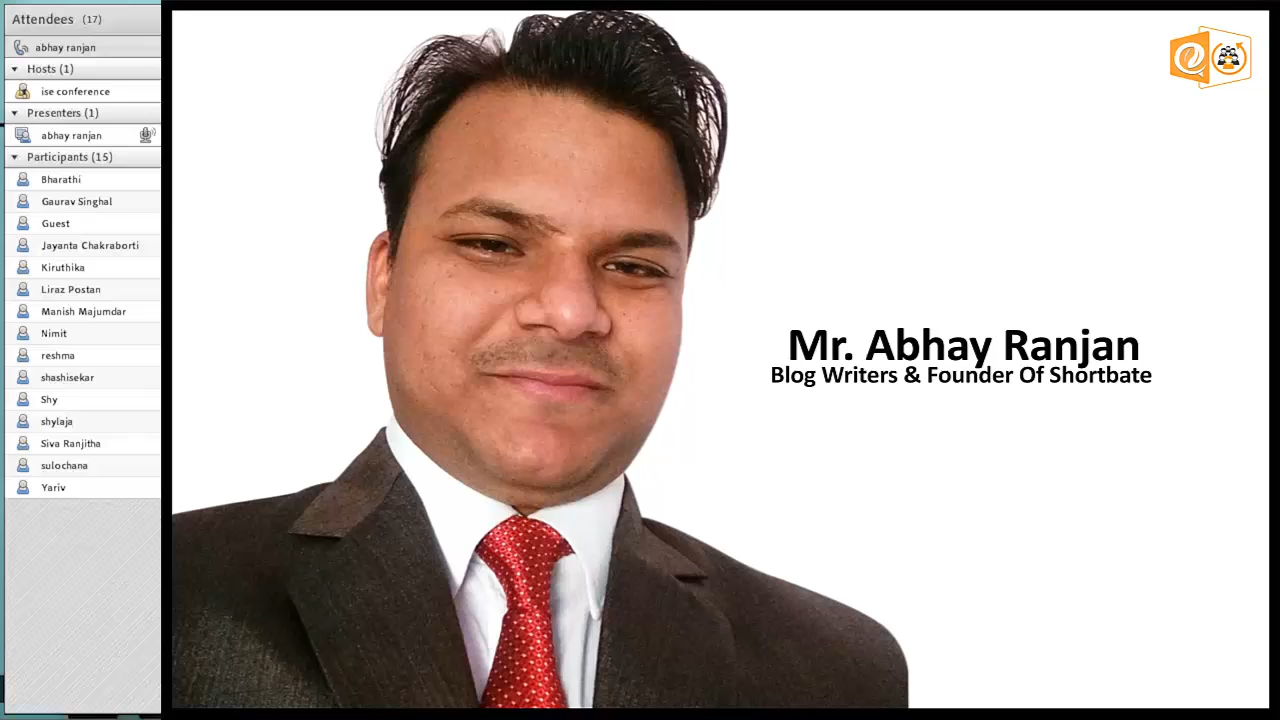 Attendees (17)
abhay ranjan
Hosts (1)
ise conference
Presenters (1)
abhay ranjan
Participants (15)
Bharathi
Gaurav Singhal
Guest
Jayanta Chakraborti
Kiruthika
Liraz Postan
Manish Majumdar
Nimit
reshma
shashisekar
Shy
shylaja
Siva Ranjitha
sulochana
Yariv
Mr. Abhay Ranjan
Blog Writers & Founder Of Shortbate